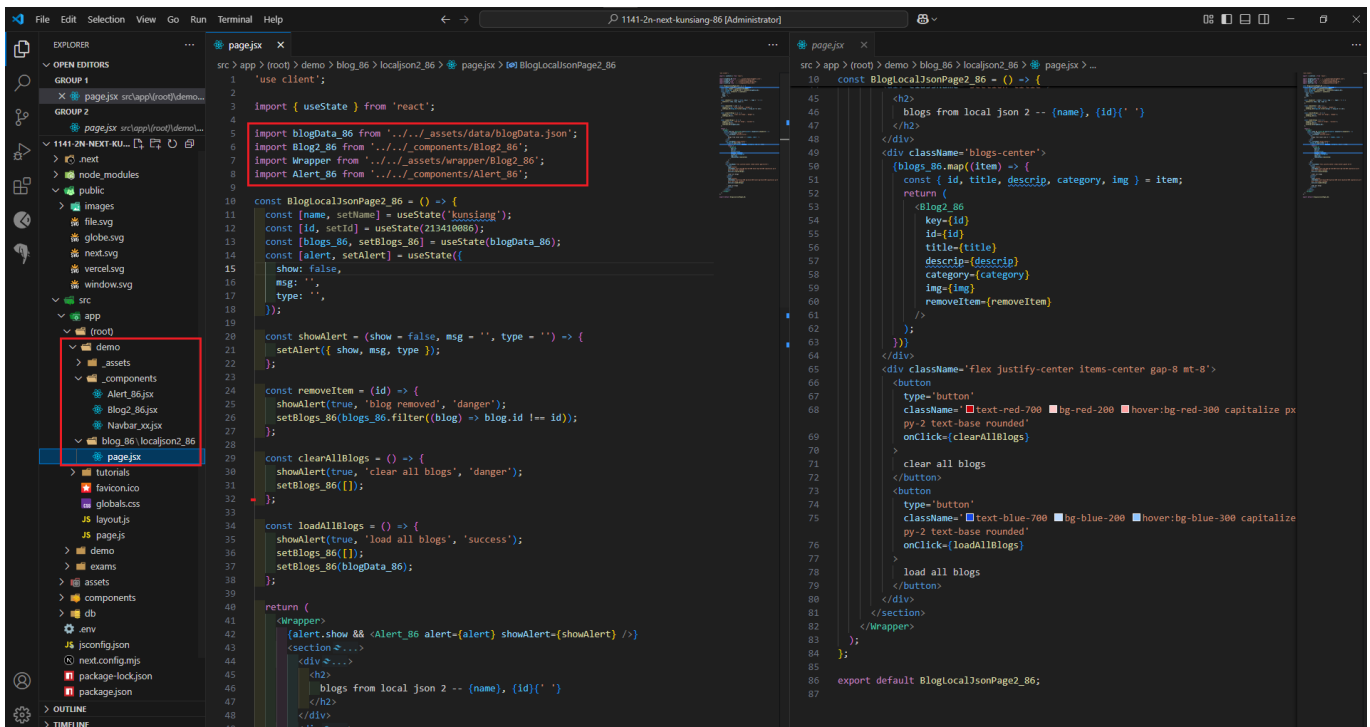 File Edit Selection View Go Run Terminal Help
1141-2n-next-kunsiang-86 [Administrator]
EXPLORER
OPEN EDITORS
GROUP 1
page.jsx src\app\(root)\demo...
GROUP 2
page.jsx src\app\(root)\demo\...
1141-2N-NEXT-KU...
.next
node_modules
public
images
file.svg
globe.svg
next.svg
vercel.svg
window.svg
src
app
(root)
demo
_assets
_components
Alert_86.jsx
Blog2_86.jsx
Navbar_xx.jsx
blog_86\localjson2_86
page.jsx
tutorials
favicon.ico
globals.css
JS layout.js
JS page.js
demo
exams
assets
components
db
.env
JS jsconfig.json
next.config.mjs
package-lock.json
package.json
OUTLINE
TIMELINE
page.jsx
src > app > (root) > demo > blog_86 > localjson2_86 > page.jsx > BlogLocalJsonPage2_86
1 'use client';
2
3 import { useState } from 'react';
4
5 import blogData_86 from '../../_assets/data/blogData.json';
6 import Blog2_86 from '../../_components/Blog2_86';
7 import Wrapper from '../../_assets/wrapper/Blog2_86';
8 import Alert_86 from '../../_components/Alert_86';
9
10 const BlogLocalJsonPage2_86 = () => {
11 const [name, setName] = useState('kunsiang');
12 const [id, setId] = useState(213410086);
13 const [blogs_86, setBlogs_86] = useState(blogData_86);
14 const [alert, setAlert] = useState({
15 show: false,
16 msg: '',
17 type: '',
18 });
19
20 const showAlert = (show = false, msg = '', type = '') => {
21 setAlert({ show, msg, type });
22 };
23
24 const removeItem = (id) => {
25 showAlert(true, 'blog removed', 'danger');
26 setBlogs_86(blogs_86.filter((blog) => blog.id !== id));
27 };
28
29 const clearAllBlogs = () => {
30 showAlert(true, 'clear all blogs', 'danger');
31 setBlogs_86([]);
32 };
33
34 const loadAllBlogs = () => {
35 showAlert(true, 'load all blogs', 'success');
36 setBlogs_86([]);
37 setBlogs_86(blogData_86);
38 };
39
40 return (
41 <Wrapper>
42 {alert.show && <Alert_86 alert={alert} showAlert={showAlert} />}
43 <section ...>
44 <div ...>
45 <h2>
46 blogs from local json 2 -- {name}, {id}{' '}
47 </h2>
48 </div>
page.jsx
src > app > (root) > demo > blog_86 > localjson2_86 > page.jsx > ...
10 const BlogLocalJsonPage2_86 = () => {
45 <h2>
46 blogs from local json 2 -- {name}, {id}{' '}
47 </h2>
48 </div>
49 <div className='blogs-center'>
50 {blogs_86.map((item) => {
51 const { id, title, descrip, category, img } = item;
52 return (
53 <Blog2_86
54 key={id}
55 id={id}
56 title={title}
57 descrip={descrip}
58 category={category}
59 img={img}
60 removeItem={removeItem}
61 />
62 );
63 })}
64 </div>
65 <div className='flex justify-center items-center gap-8 mt-8'>
66 <button
67 type='button'
68 className='text-red-700 bg-red-200 hover:bg-red-300 capitalize px
py-2 text-base rounded'
69 onClick={clearAllBlogs}
70 >
71 clear all blogs
72 </button>
73 <button
74 type='button'
75 className='text-blue-700 bg-blue-200 hover:bg-blue-300 capitalize
py-2 text-base rounded'
76 onClick={loadAllBlogs}
77 >
78 load all blogs
79 </button>
80 </div>
81 </section>
82 </Wrapper>
83 );
84 };
85
86 export default BlogLocalJsonPage2_86;
87